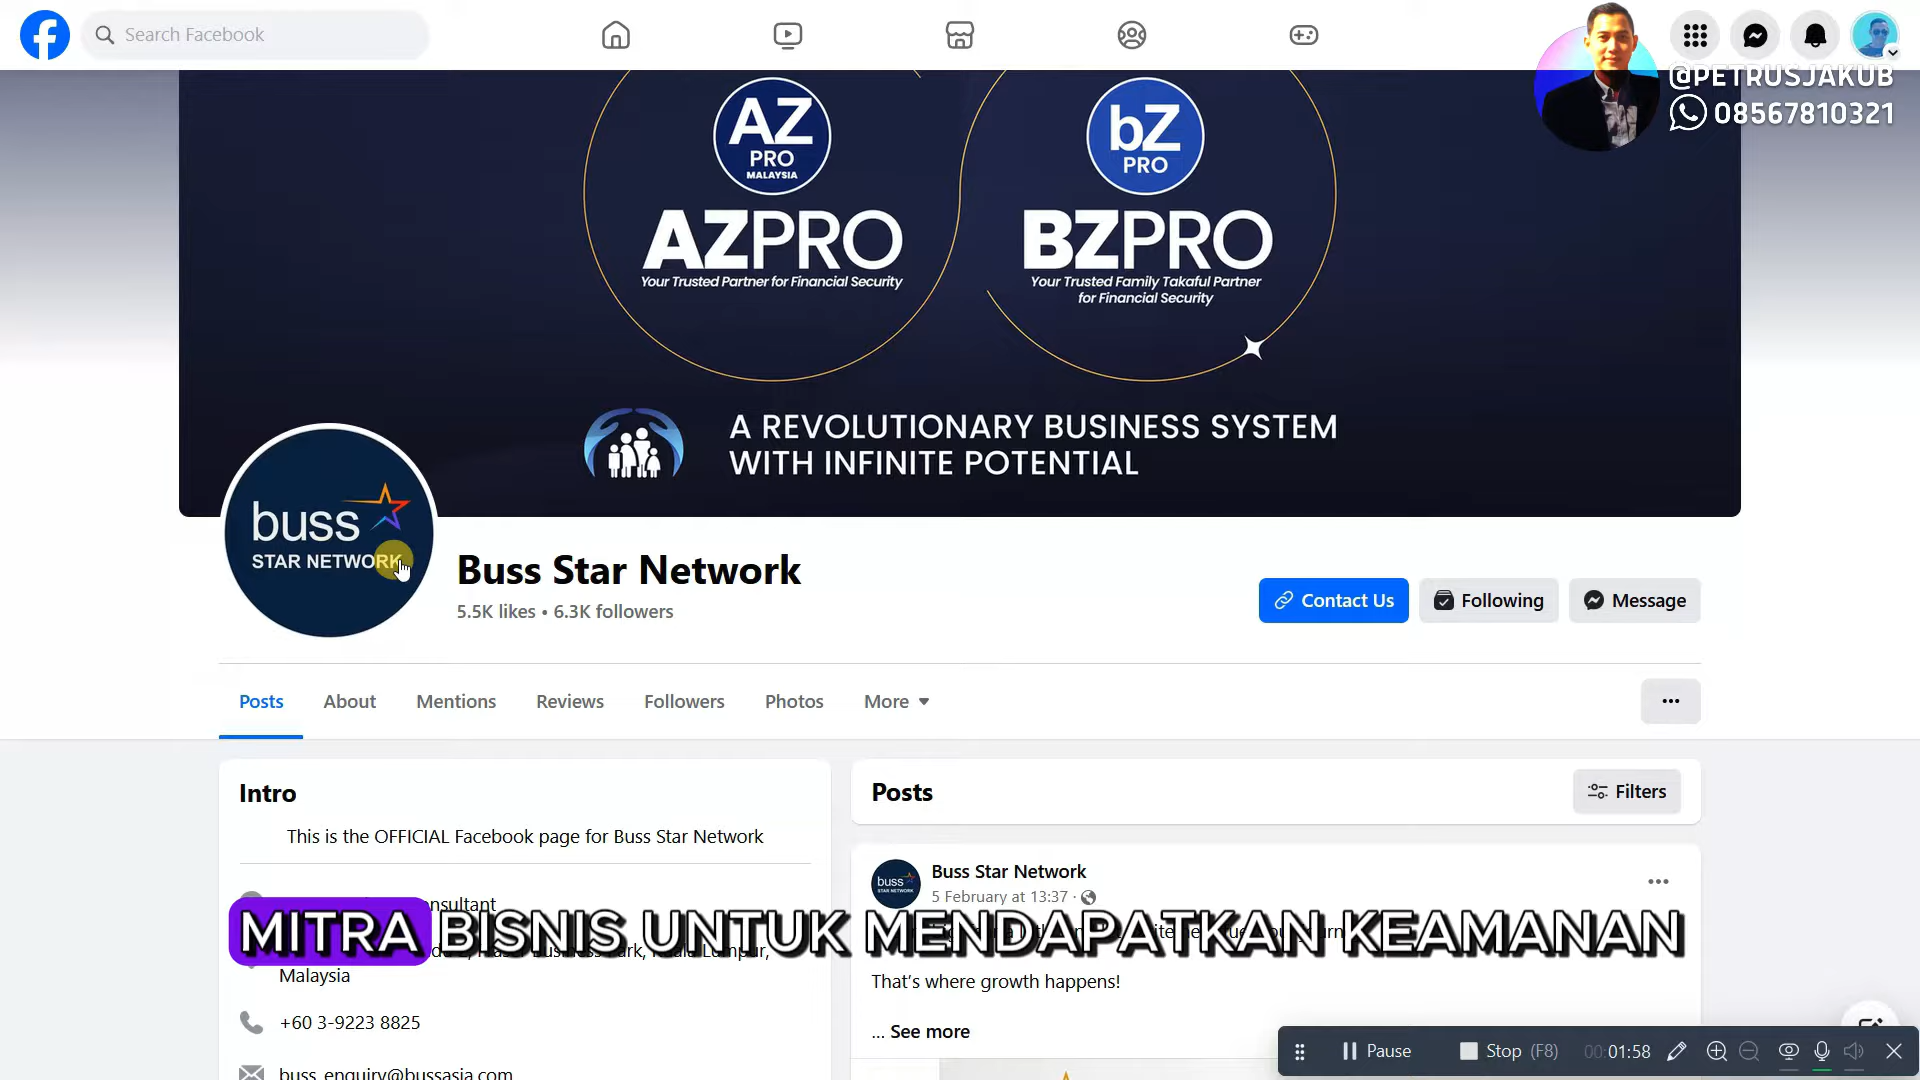 Search Facebook
@PETRUSJAKUB
08567810321
AZ
PRO
MALAYSIA
AZPRO
Your Trusted Partner for Financial Security
bZ
PRO
BZPRO
Your Trusted Family Takaful Partner
for Financial Security
A REVOLUTIONARY BUSINESS SYSTEM
WITH INFINITE POTENTIAL
buss
STAR NETWORK
Buss Star Network
5.5K likes • 6.3K followers
Contact Us
Following
Message
Posts
About
Mentions
Reviews
Followers
Photos
More
Intro
This is the OFFICIAL Facebook page for Buss Star Network
Malaysia
+60 3-9223 8825
buss_enquiry@bussasia.com
Posts
Filters
buss
STAR NETWORK
Buss Star Network
5 February at 13:37 ·
That's where growth happens!
... See more
MITRA BISNIS UNTUK MENDAPATKAN KEAMANAN
Pause
Stop (F8)
00:01:58